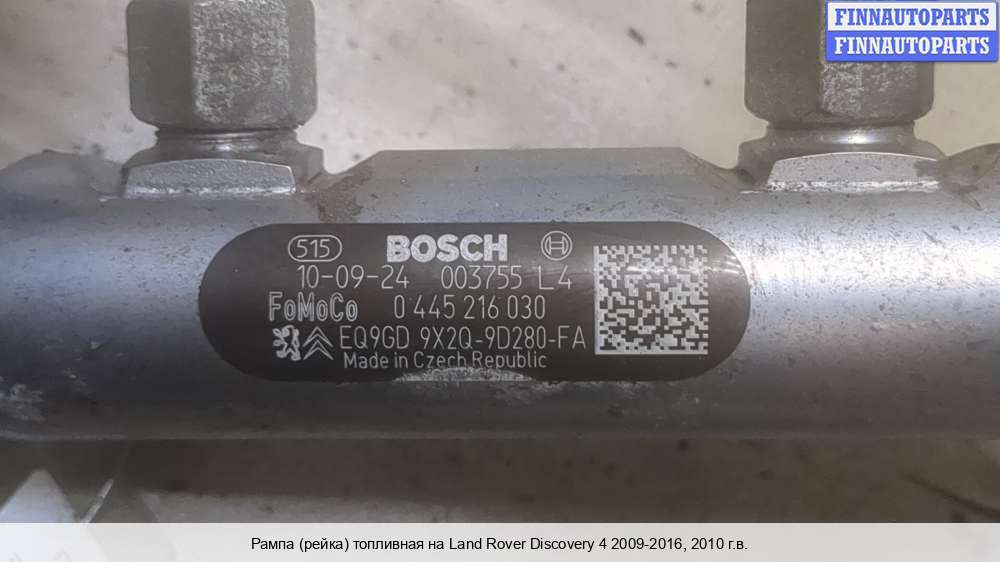 FINNAUTOPARTS
FINNAUTOPARTS
515 BOSCH
10-09-24 003755 L4
FoMoCo 0 445 216 030
EQ9GD 9X2Q-9D280-FA
Made in Czech Republic
Рампа (рейка) топливная на Land Rover Discovery 4 2009-2016, 2010 г.в.